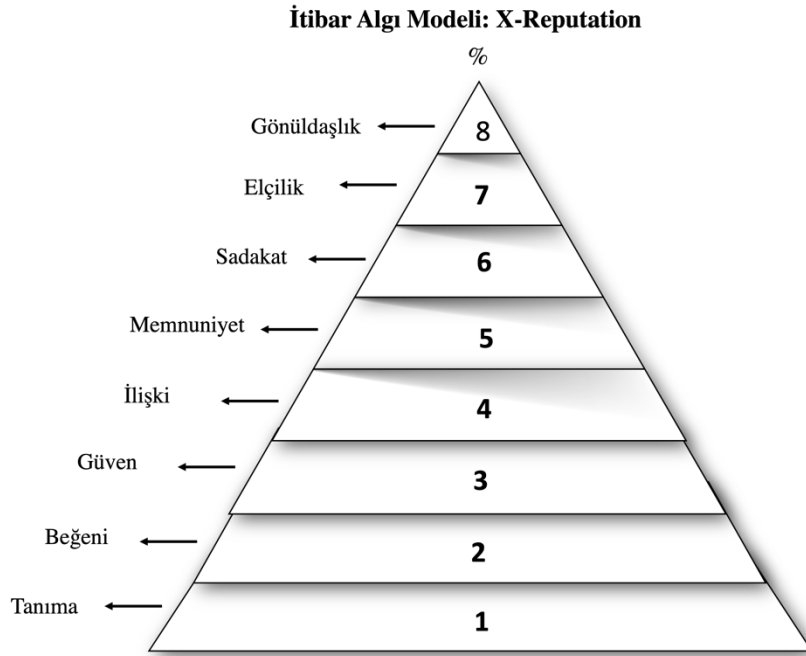 İtibar Algı Modeli: X-Reputation
%
Gönüldaşlık 8
Elçilik 7
Sadakat 6
Memnuniyet 5
İlişki 4
Güven 3
Beğeni 2
Tanıma 1